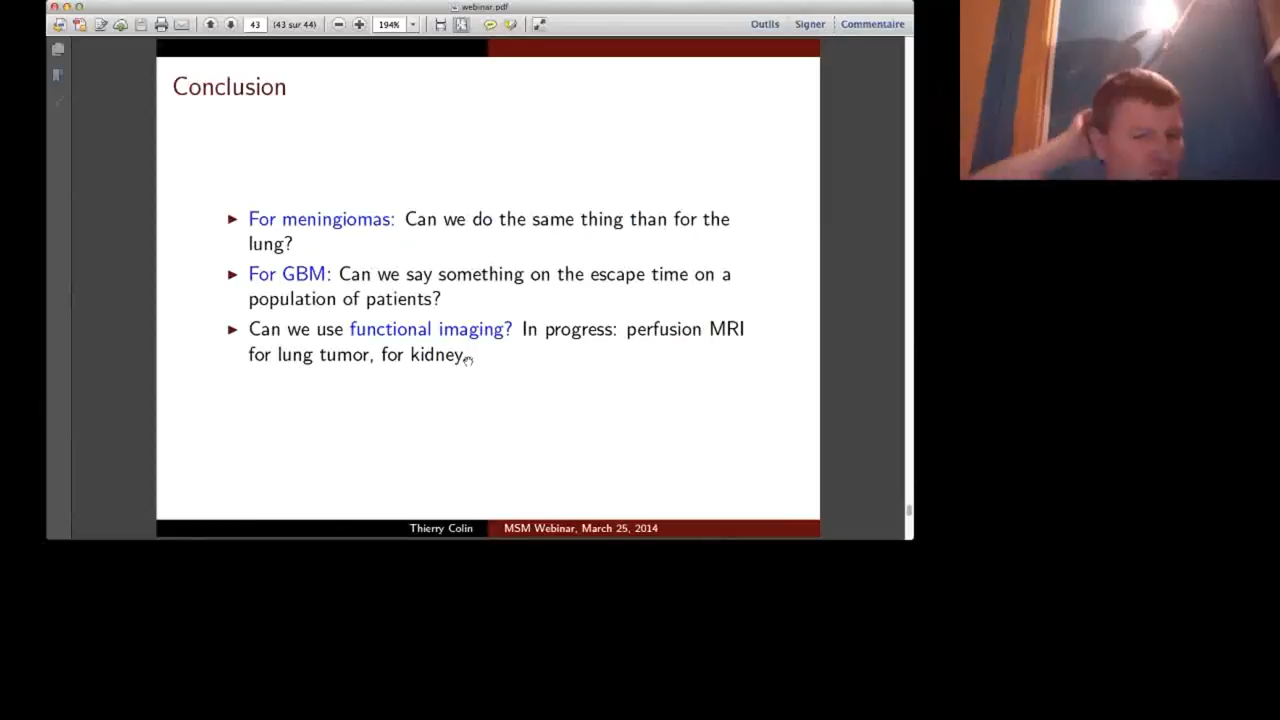 webinar.pdf
43 (43 sur 44) 194% Outils Signer Commentaire
Conclusion
For meningiomas: Can we do the same thing than for the
lung?
For GBM: Can we say something on the escape time on a
population of patients?
Can we use functional imaging? In progress: perfusion MRI
for lung tumor, for kidney.
Thierry Colin MSM Webinar, March 25, 2014